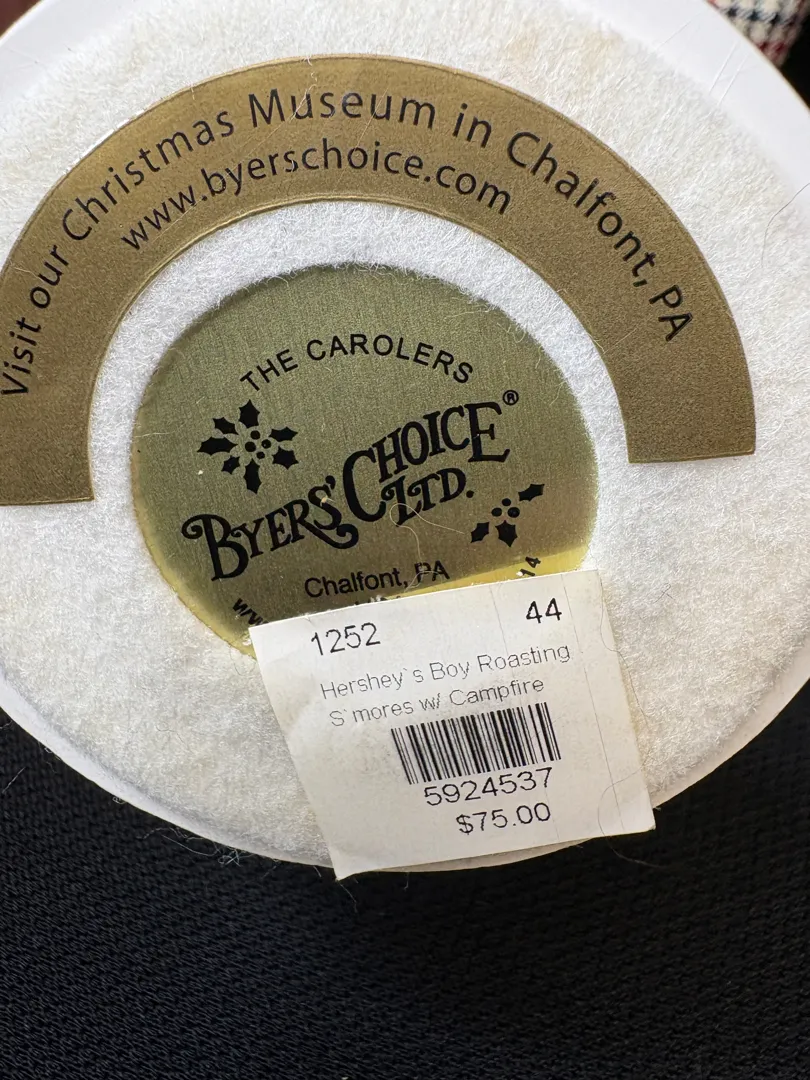 Visit our Christmas Museum in Chalfont, PA
www.byerschoice.com
THE CAROLERS
BYERS' CHOICE®
LTD.
Chalfont, PA
14
1252 44
Hershey`s Boy Roasting
S`mores w/ Campfire
5924537
$75.00